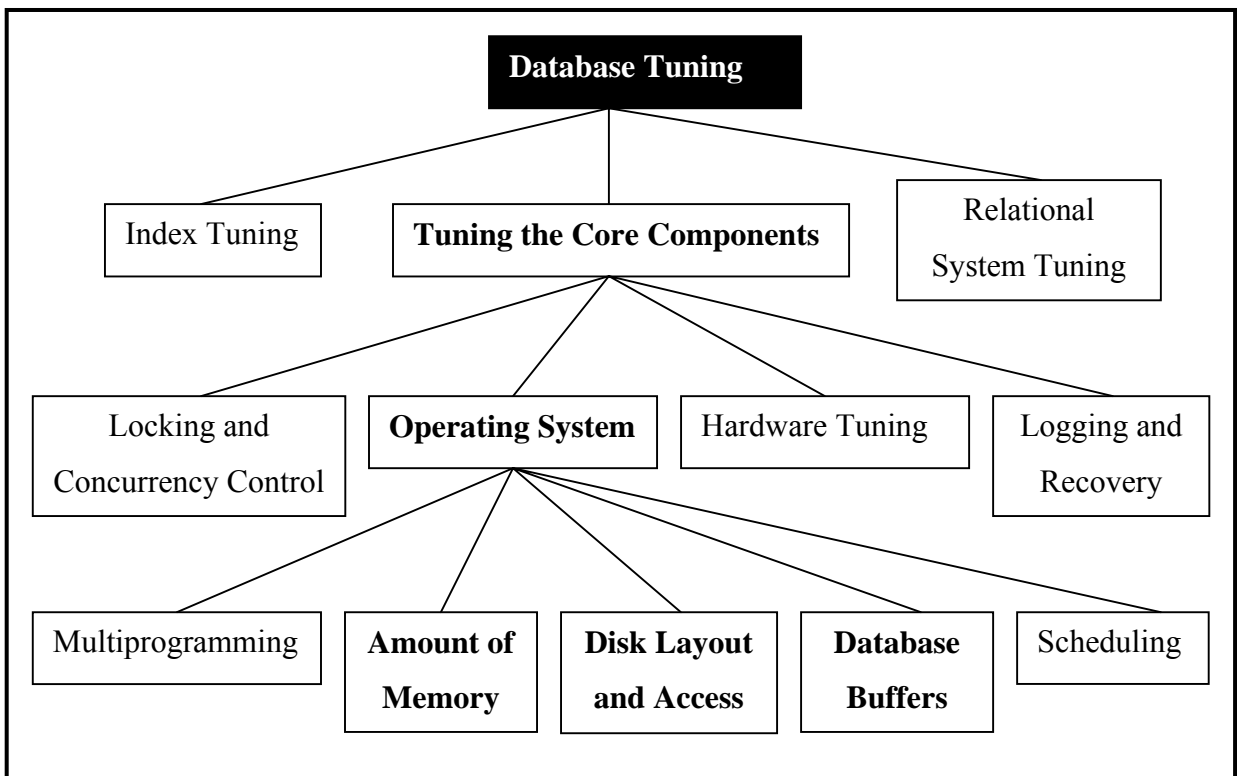 Database Tuning
Index Tuning
Tuning the Core Components
Relational
System Tuning
Locking and
Concurrency Control
Operating System
Hardware Tuning
Logging and
Recovery
Multiprogramming
Amount of
Memory
Disk Layout
and Access
Database
Buffers
Scheduling